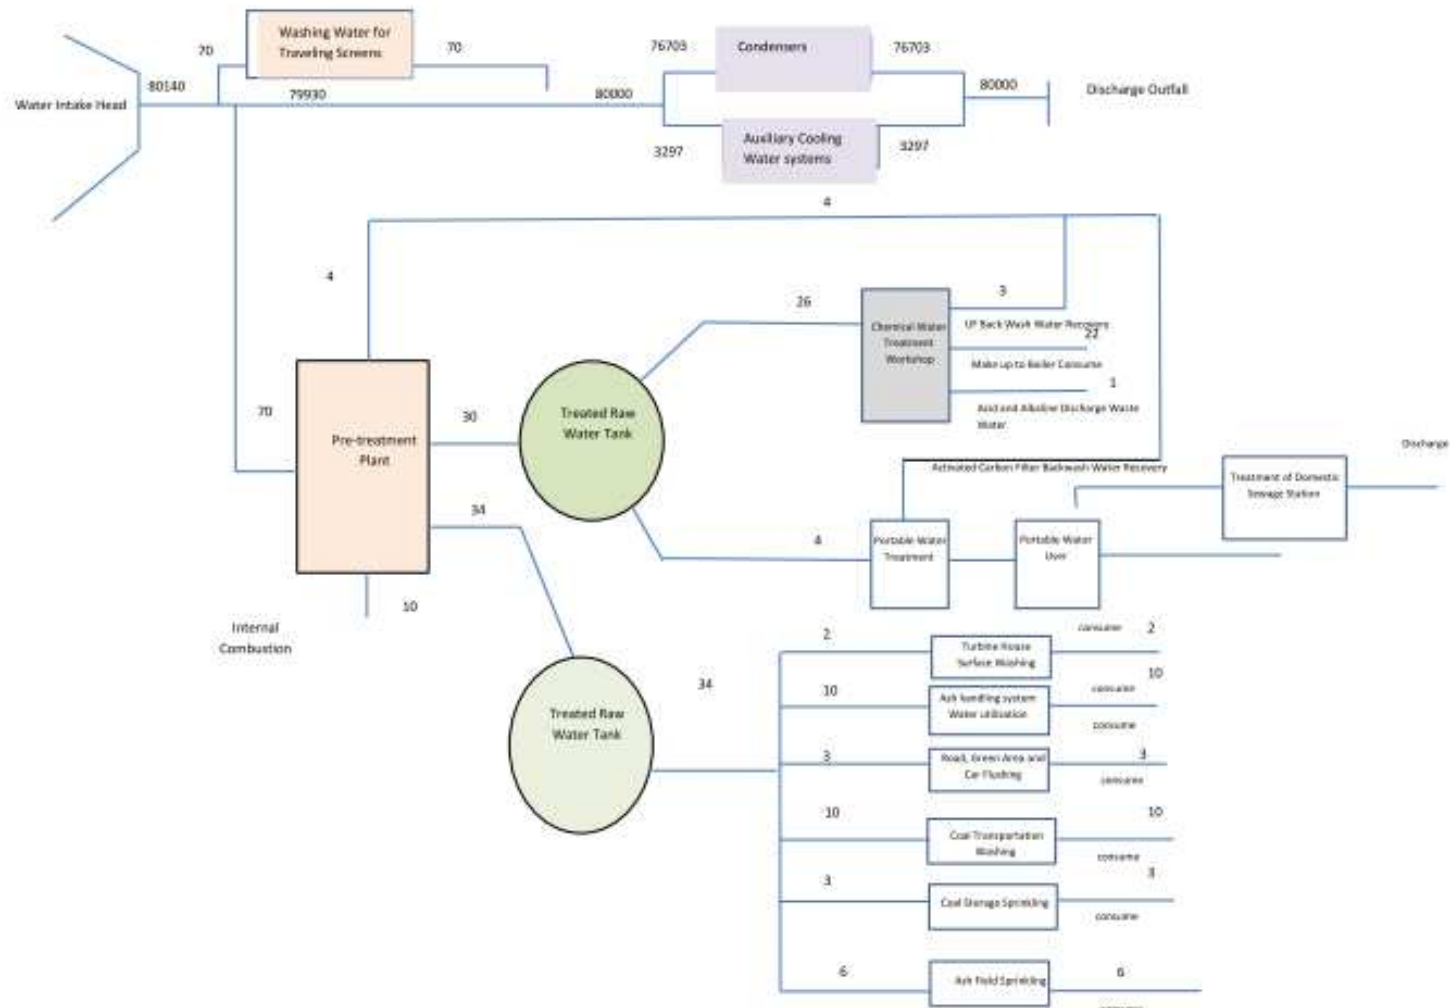 Washing Water for
Traveling Screens
70
70
80140
79930
Water Intake Head
80000
76703
Condensers
76703
80000
Discharge Outfall
3297
Auxiliary Cooling
Water systems
3297
4
4
26
Chemical Water
Treatment
Workshop
3
UF Back Wash Water Recovery
22
Make up to Boiler Consume
1
Acid and Alkaline Discharge Waste
Water
70
Pre-treatment
Plant
30
Treated Raw
Water Tank
34
Activated Carbon Filter Backwash Water Recovery
Discharge
Treatment of Domestic
Sewage Station
4
Portable Water
Treatment
Portable Water
User
10
Internal
Combustion
Treated Raw
Water Tank
34
2
Turbine House
Surface Washing
consume
2
10
Ash handling system
Water utilisation
consume
10
consume
3
Road, Green Area and
Car Flushing
3
consume
10
Coal Transportation
Washing
10
consume
3
Coal Storage Sprinkling
3
consume
6
Ash Field Sprinkling
6